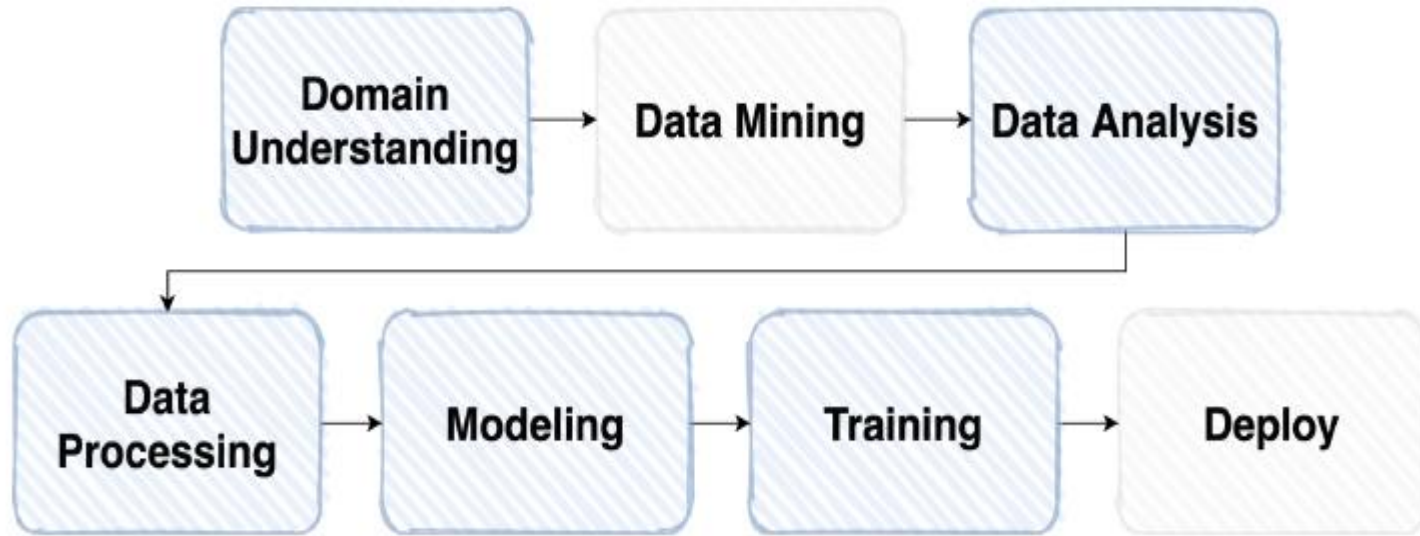 Domain
Understanding
Data Mining
Data Analysis
Data
Processing
Modeling
Training
Deploy